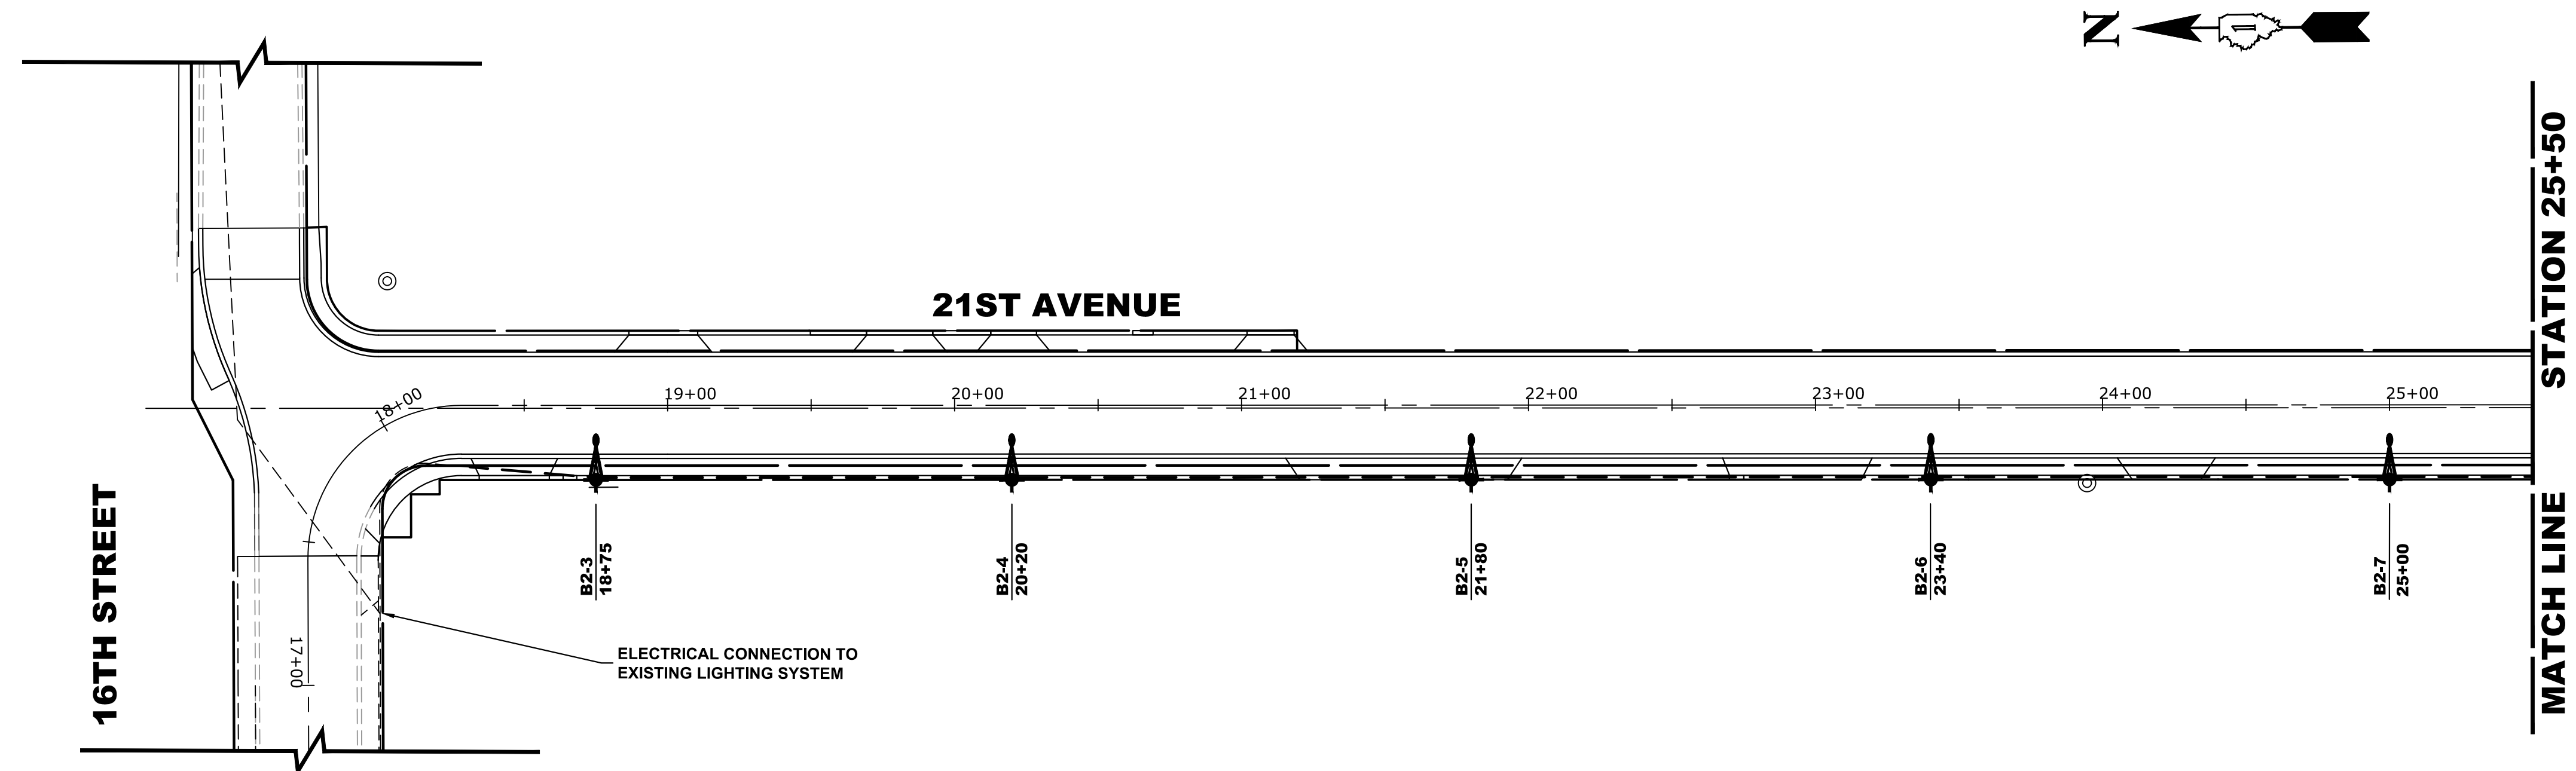 N
21ST AVENUE
STATION 25+50
MATCH LINE
16TH STREET
17+00
18+00
19+00
20+00
21+00
22+00
23+00
24+00
25+00
B2-3
18+75
B2-4
20+20
B2-5
21+80
B2-6
23+40
B2-7
25+00
ELECTRICAL CONNECTION TO
EXISTING LIGHTING SYSTEM